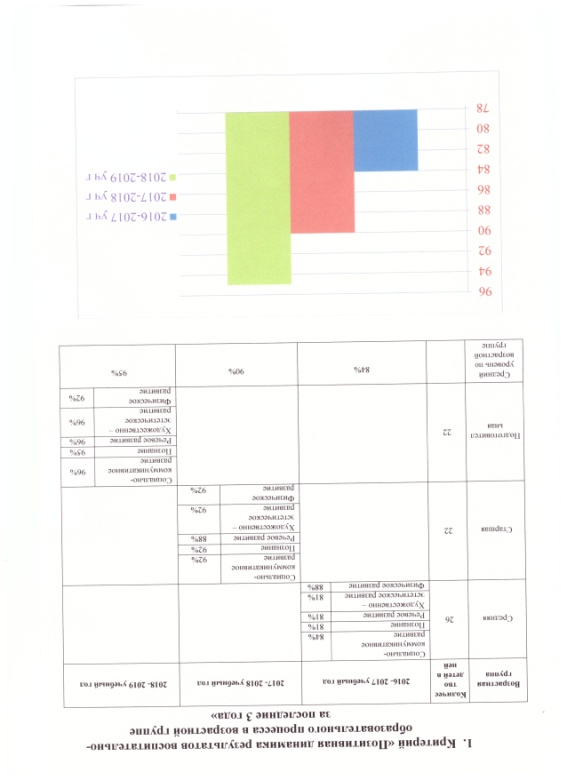 1. Критерий «Позитивная динамика результатов воспитательно-
образовательного процесса в возрастной группе
за последние 3 года»
Возрастная
группа
Количес
тво
детей в
ней
2016- 2017 учебный год
2017- 2018 учебный год
2018- 2019 учебный год
Средняя
26
Социально-
коммуникативное
развитие
84%
Познание
81%
Речевое развитие
81%
Художественно –
эстетическое развитие
81%
Физическое развитие
88%
Старшая
22
Социально-
коммуникативное
развитие
92%
Познание
92%
Речевое развитие
88%
Художественно –
эстетическое
развитие
92%
Физическое
развитие
92%
Подготовител
ьная
22
Социально-
коммуникативное
развитие
96%
Познание
95%
Речевое развитие
96%
Художественно –
эстетическое
развитие
96%
Физическое
развитие
92%
Средний
уровень по
возрастной
группе
84%
90%
95%
96
94
92
90
88
86
84
82
80
78
2016-2017 уч г
2017-2018 уч г
2018-2019 уч г